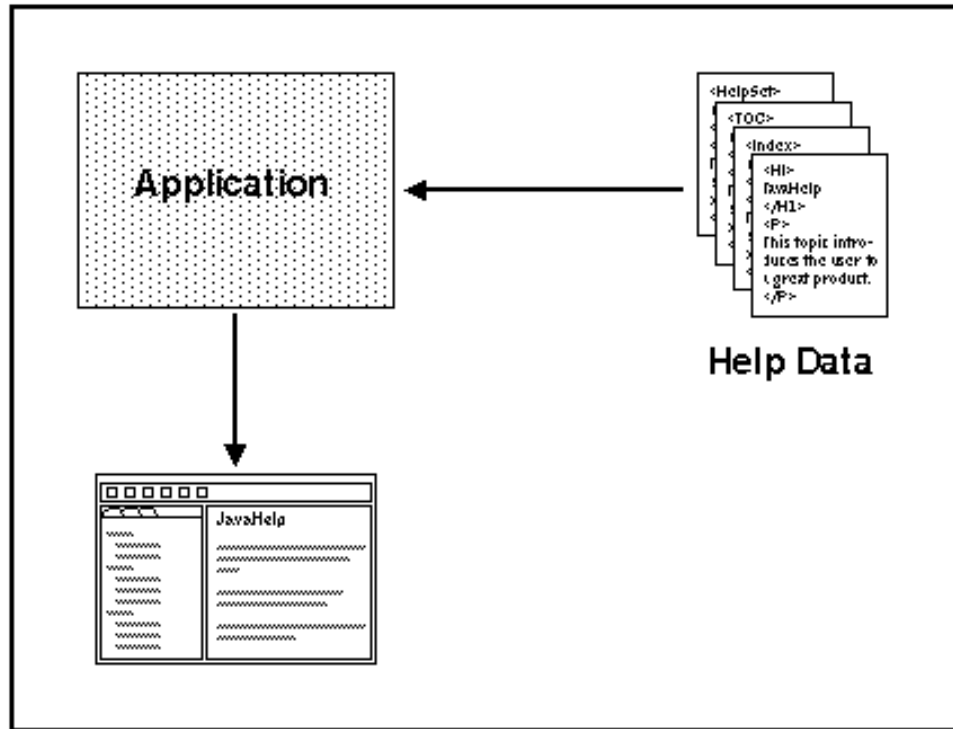 Application
<HelpSet>
<TOC>
<Index>
<H1>
JavaHelp
</H1>
<P>
This topic intro-
duces the user to
a great product.
</P>
Help Data
JavaHelp